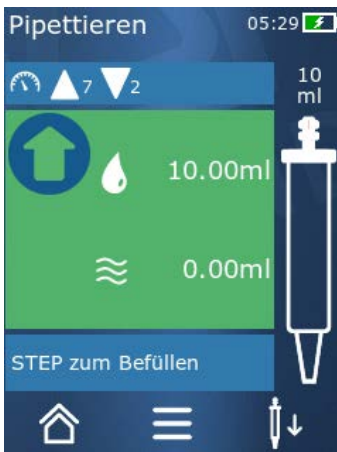 Pipettieren 05:29
7 2
10
ml
10.00ml
0.00ml
STEP zum Befüllen